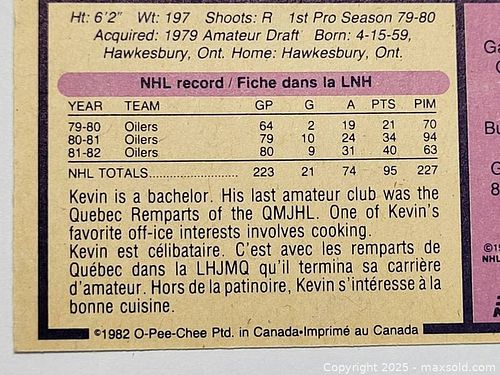 Ht: 6'2" Wt: 197 Shoots: R 1st Pro Season 79-80
Acquired: 1979 Amateur Draft Born: 4-15-59,
Hawkesbury, Ont. Home: Hawkesbury, Ont.
NHL record / Fiche dans la LNH
YEAR TEAM GP G A PTS PIM
79-80 Oilers 64 2 19 21 70
80-81 Oilers 79 10 24 34 94
81-82 Oilers 80 9 31 40 63
NHL TOTALS........................ 223 21 74 95 227
Kevin is a bachelor. His last amateur club was the
Quebec Remparts of the QMJHL. One of Kevin's
favorite off-ice interests involves cooking.
Kevin est célibataire. C'est avec les remparts de
Québec dans la LHJMQ qu'il termina sa carrière
d'amateur. Hors de la patinoire, Kevin s'intéresse à la
bonne cuisine.
©1982 O-Pee-Chee Ptd. in Canada•Imprimé au Canada
Copyright 2025 - maxsold.com